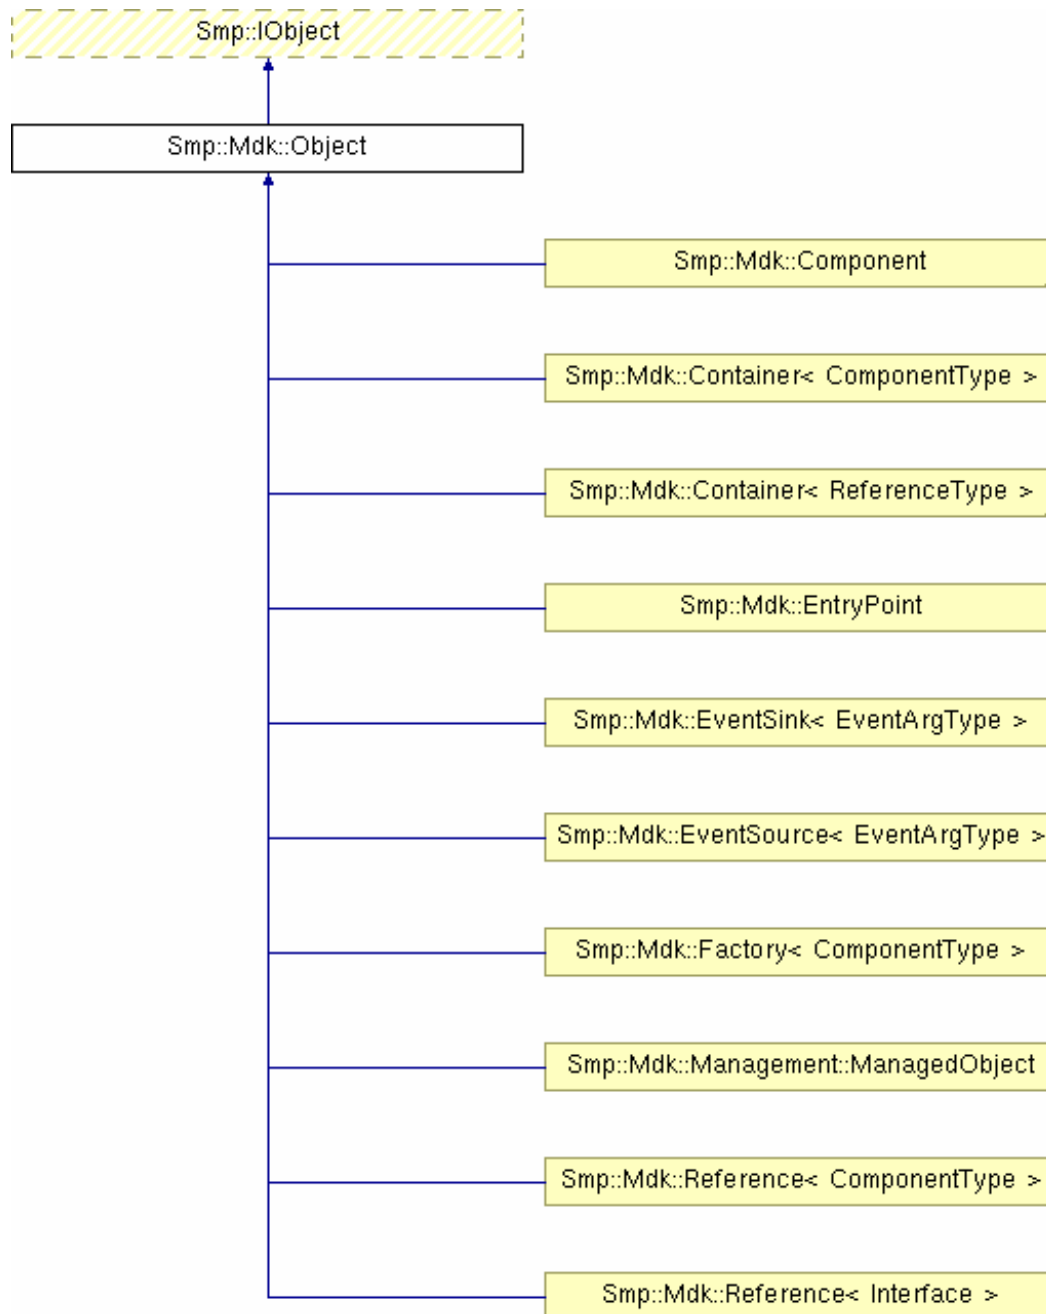 Smp::IObject
Smp::Mdk::Object
Smp::Mdk::Component
Smp::Mdk::Container< ComponentType >
Smp::Mdk::Container< ReferenceType >
Smp::Mdk::EntryPoint
Smp::Mdk::EventSink< EventArgType >
Smp::Mdk::EventSource< EventArgType >
Smp::Mdk::Factory< ComponentType >
Smp::Mdk::Management::ManagedObject
Smp::Mdk::Reference< ComponentType >
Smp::Mdk::Reference< Interface >